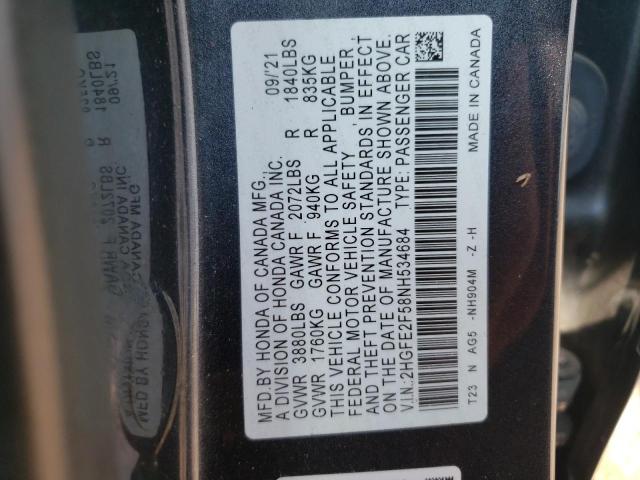 MFD.BY HONDA OF CANADA MFG., 09/'21
A DIVISION OF HONDA CANADA INC.
GVWR 3880LBS GAWR F 2072LBS R 1840LBS
GVWR 1760KG GAWR F 940KG R 835KG
THIS VEHICLE CONFORMS TO ALL APPLICABLE
FEDERAL MOTOR VEHICLE SAFETY , BUMPER ,
AND THEFT PREVENTION STANDARDS IN EFFECT
ON THE DATE OF MANUFACTURE SHOWN ABOVE.
V.I.N.:2HGFE2F58NH534684 TYPE: PASSENGER CAR
T23 N AG5 -NH904M -Z -H MADE IN CANADA